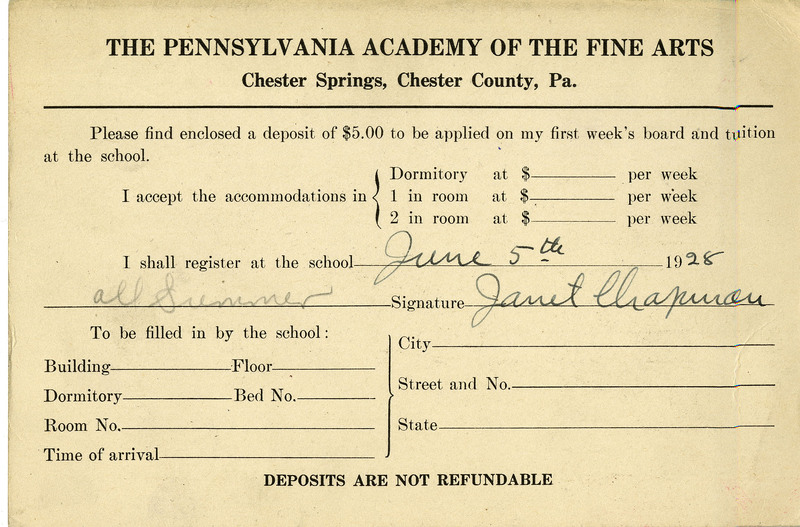 THE PENNSYLVANIA ACADEMY OF THE FINE ARTS
Chester Springs, Chester County, Pa.
Please find enclosed a deposit of $5.00 to be applied on my first week's board and tuition
at the school.
I accept the accommodations in
Dormitory at $ per week
1 in room at $ per week
2 in room at $ per week
I shall register at the school June 5th 1928
all Summer Signature Janet Chapman
To be filled in by the school:
City
Building Floor
Street and No.
Dormitory Bed No.
Room No.
State
Time of arrival
DEPOSITS ARE NOT REFUNDABLE